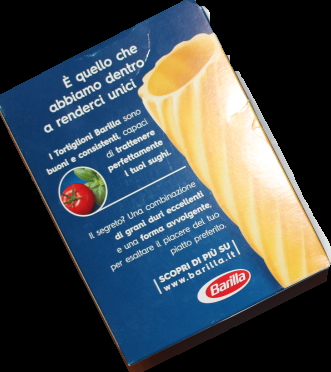 È quello che
abbiamo dentro
a renderci unici
I Tortiglioni Barilla sono
buoni e consistenti, capaci
di trattenere
perfettamente
i tuoi sughi.
Il segreto? Una combinazione
di grani duri eccellenti
e una forma avvolgente,
per esaltare il piacere del tuo
piatto preferito.
SCOPRI DI PIÙ SU
www.barilla.it
Barilla